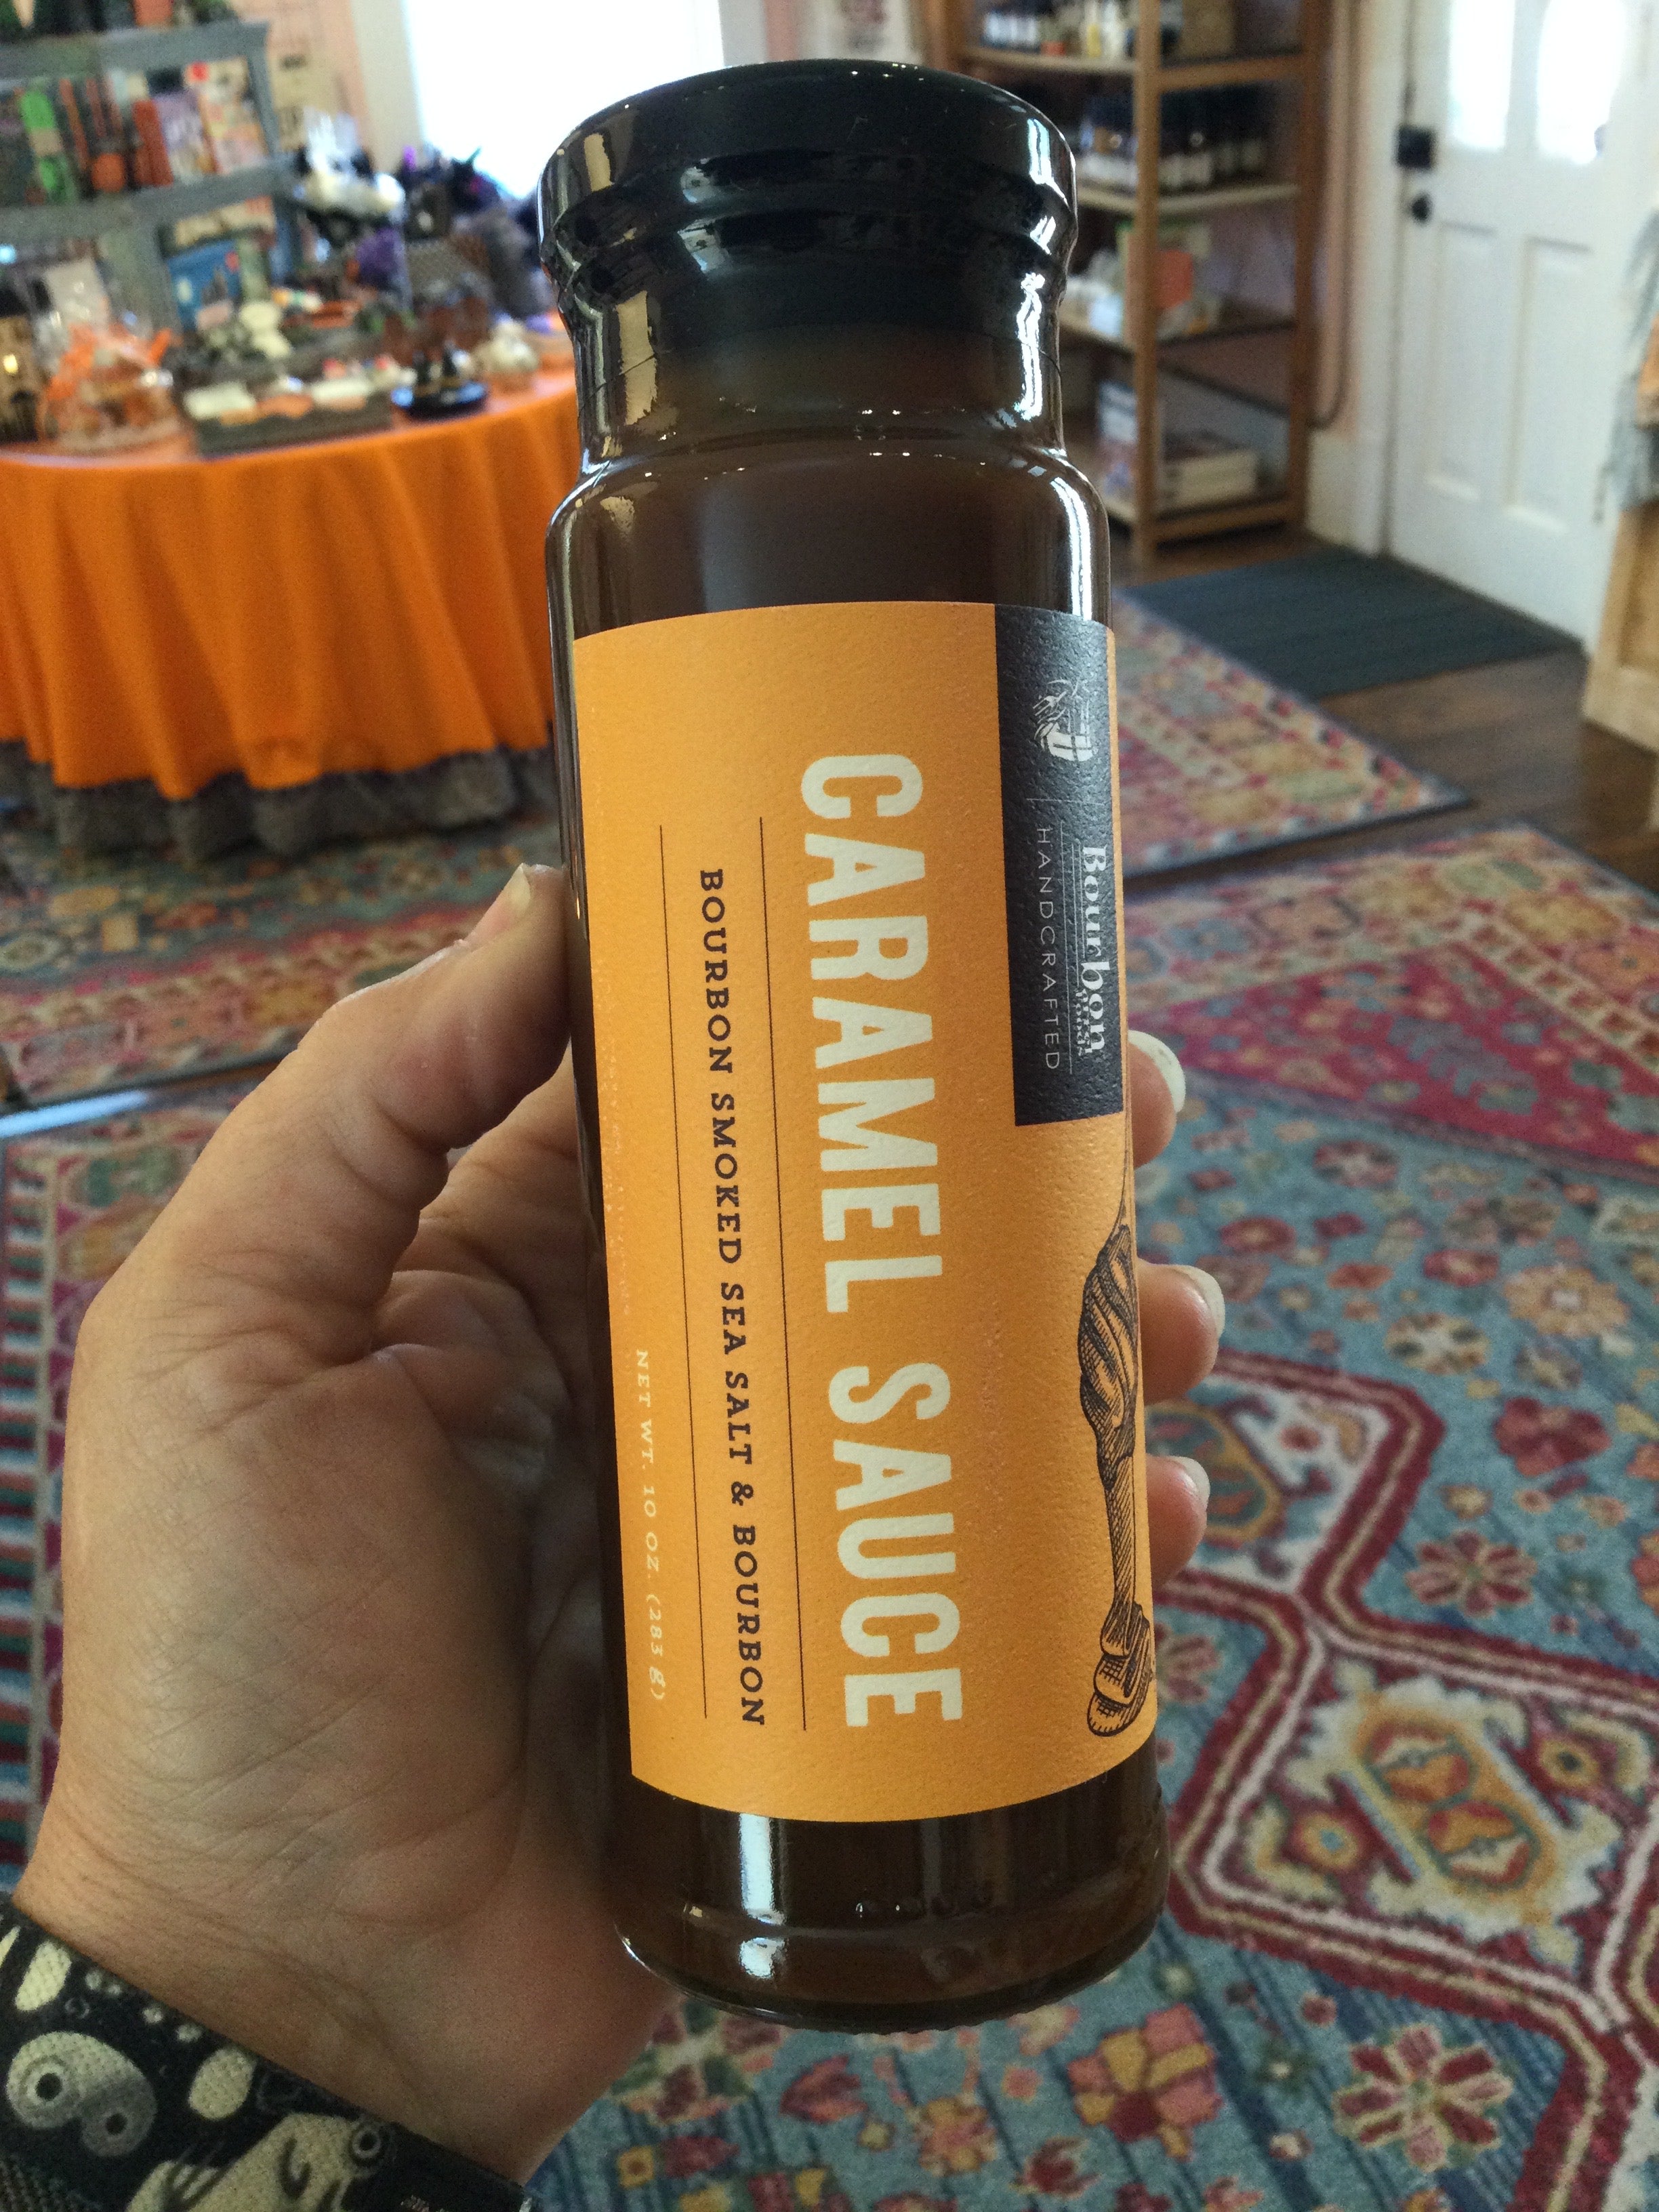 Bourbon
HANDCRAFTED
CARAMEL SAUCE
BOURBON SMOKED SEA SALT & BOURBON
NET WT. 10 OZ. (283 g)